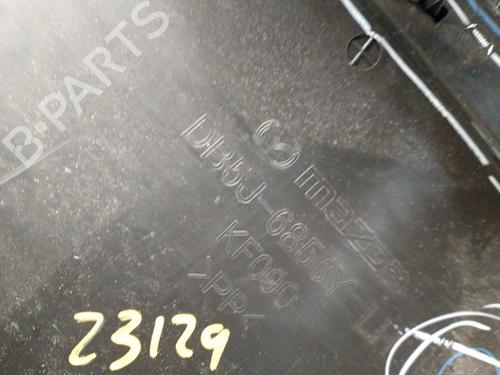 B-PARTS
mazda
DB5J-6856Y
KF090
>PP<
23129